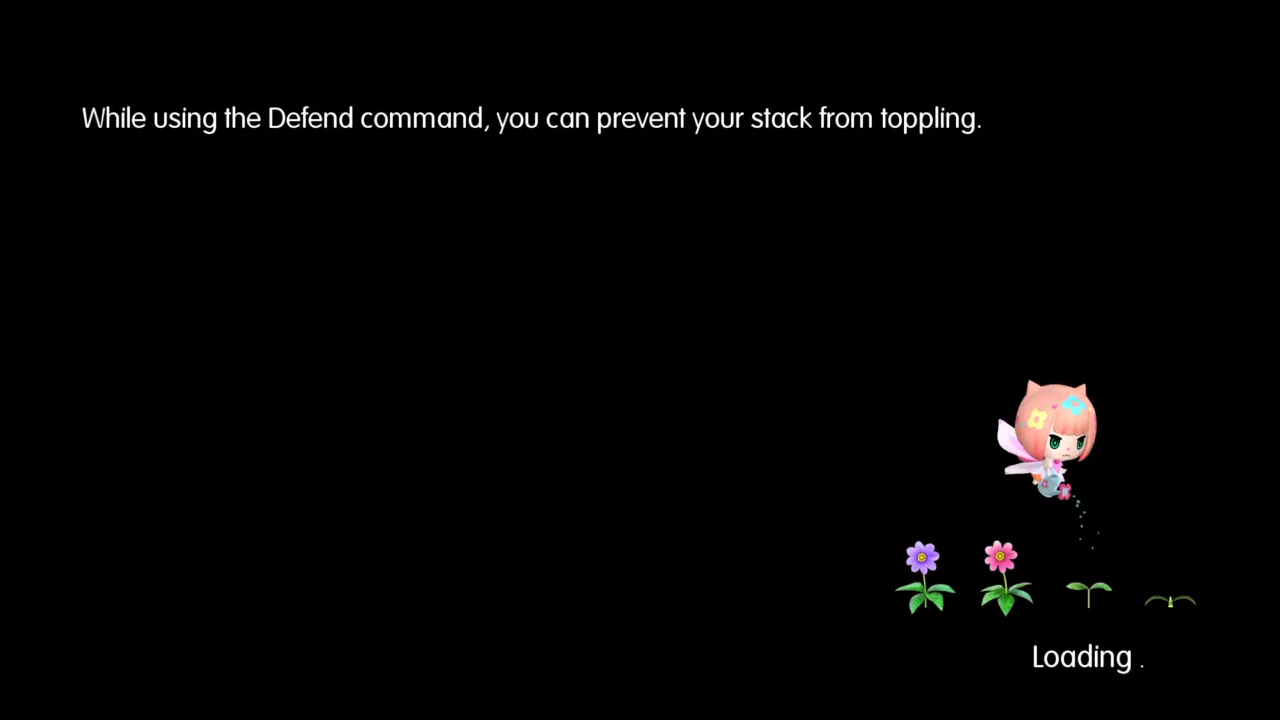 While using the Defend command, you can prevent your stack from toppling.
Loading .